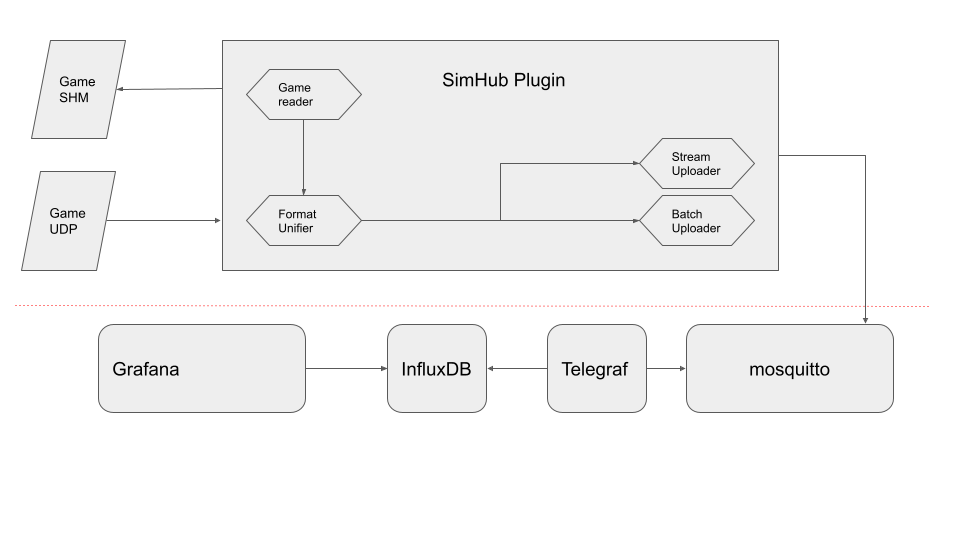 Game
SHM
SimHub Plugin
Game
reader
Stream
Uploader
Game
UDP
Format
Unifier
Batch
Uploader
Grafana
InfluxDB
Telegraf
mosquitto